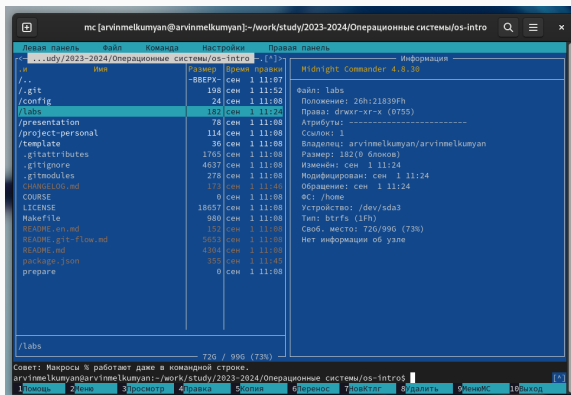 mc [arvinmelkumyan@arvinmelkumyan]:~/work/study/2023-2024/Операционные системы/os-intro
Левая панель Файл Команда Настройки Правая панель
<─ ...udy/2023-2024/Операционные системы/os-intro ─.[^]>
.и Имя Размер Время правки
/.. -ВВЕРХ- сен 1 11:07
/.git 198 сен 1 11:52
/config 24 сен 1 11:08
/labs 182 сен 1 11:24
/presentation 78 сен 1 11:08
/project-personal 114 сен 1 11:08
/template 36 сен 1 11:08
.gitattributes 1765 сен 1 11:08
.gitignore 4637 сен 1 11:08
.gitmodules 278 сен 1 11:08
CHANGELOG.md 173 сен 1 11:46
COURSE 0 сен 1 11:08
LICENSE 18657 сен 1 11:08
Makefile 980 сен 1 11:08
README.en.md 152 сен 1 11:08
README.git-flow.md 5653 сен 1 11:08
README.md 4304 сен 1 11:08
package.json 355 сен 1 11:45
prepare 0 сен 1 11:08
/labs
72G / 99G (73%)
Информация
Midnight Commander 4.8.30
Файл: labs
Положение: 26h:21839Fh
Права: drwxr-xr-x (0755)
Атрибуты: ------------------------
Ссылок: 1
Владелец: arvinmelkumyan/arvinmelkumyan
Размер: 182(0 блоков)
Изменён: сен 1 11:24
Модифицирован: сен 1 11:24
Обращение: сен 1 11:24
ФС: /home
Устройство: /dev/sda3
Тип: btrfs (1Fh)
Своб. место: 72G/99G (73%)
Нет информации об узле
Совет: Макросы % работают даже в командной строке.
arvinmelkumyan@arvinmelkumyan:~/work/study/2023-2024/Операционные системы/os-intro$ [^]
1Помощь 2Меню 3Просмотр 4Правка 5Копия 6Перенос 7НовКтлг 8Удалить 9МенюMC 10Выход